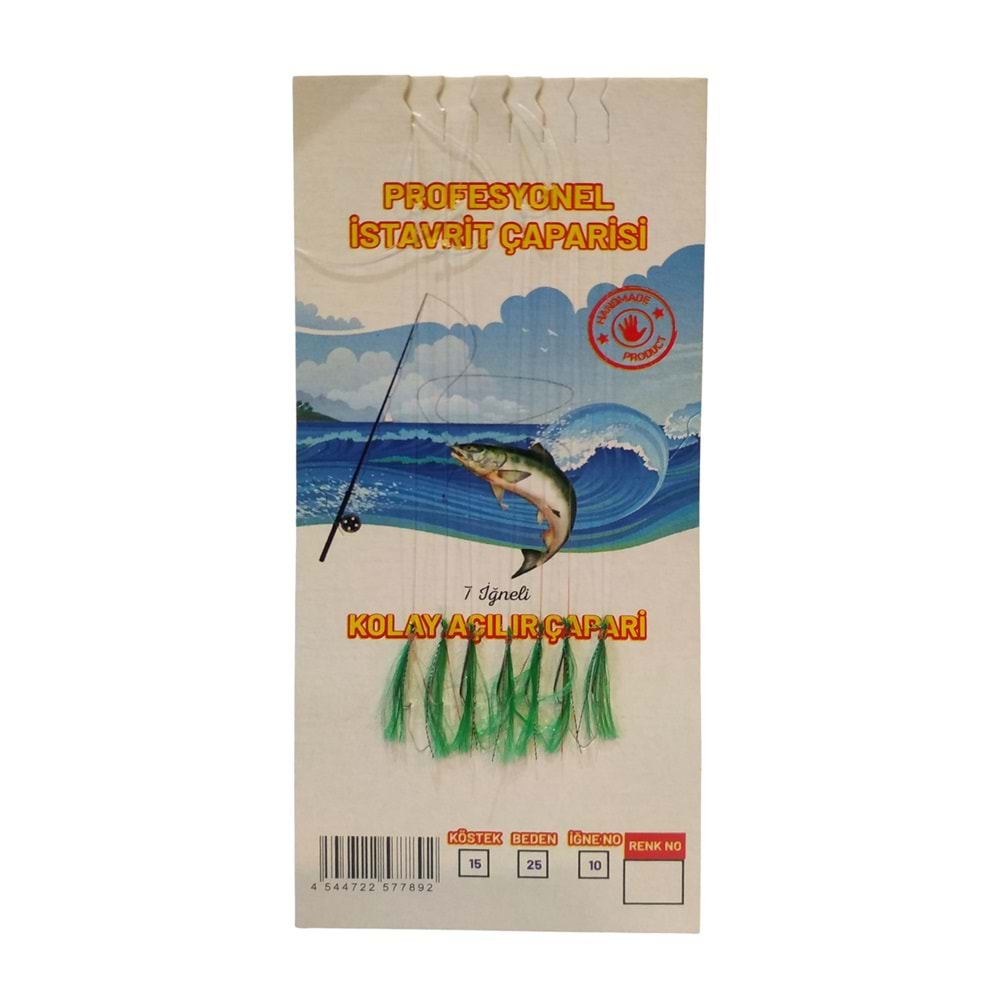 PROFESYONEL
İSTAVRİT ÇAPARİSİ
HANDMADE
PRODUCT
7 İğneli
KOLAY AÇILIR ÇAPARİ
KÖSTEK BEDEN İĞNE NO RENK NO
15 25 10
4 544722 577892